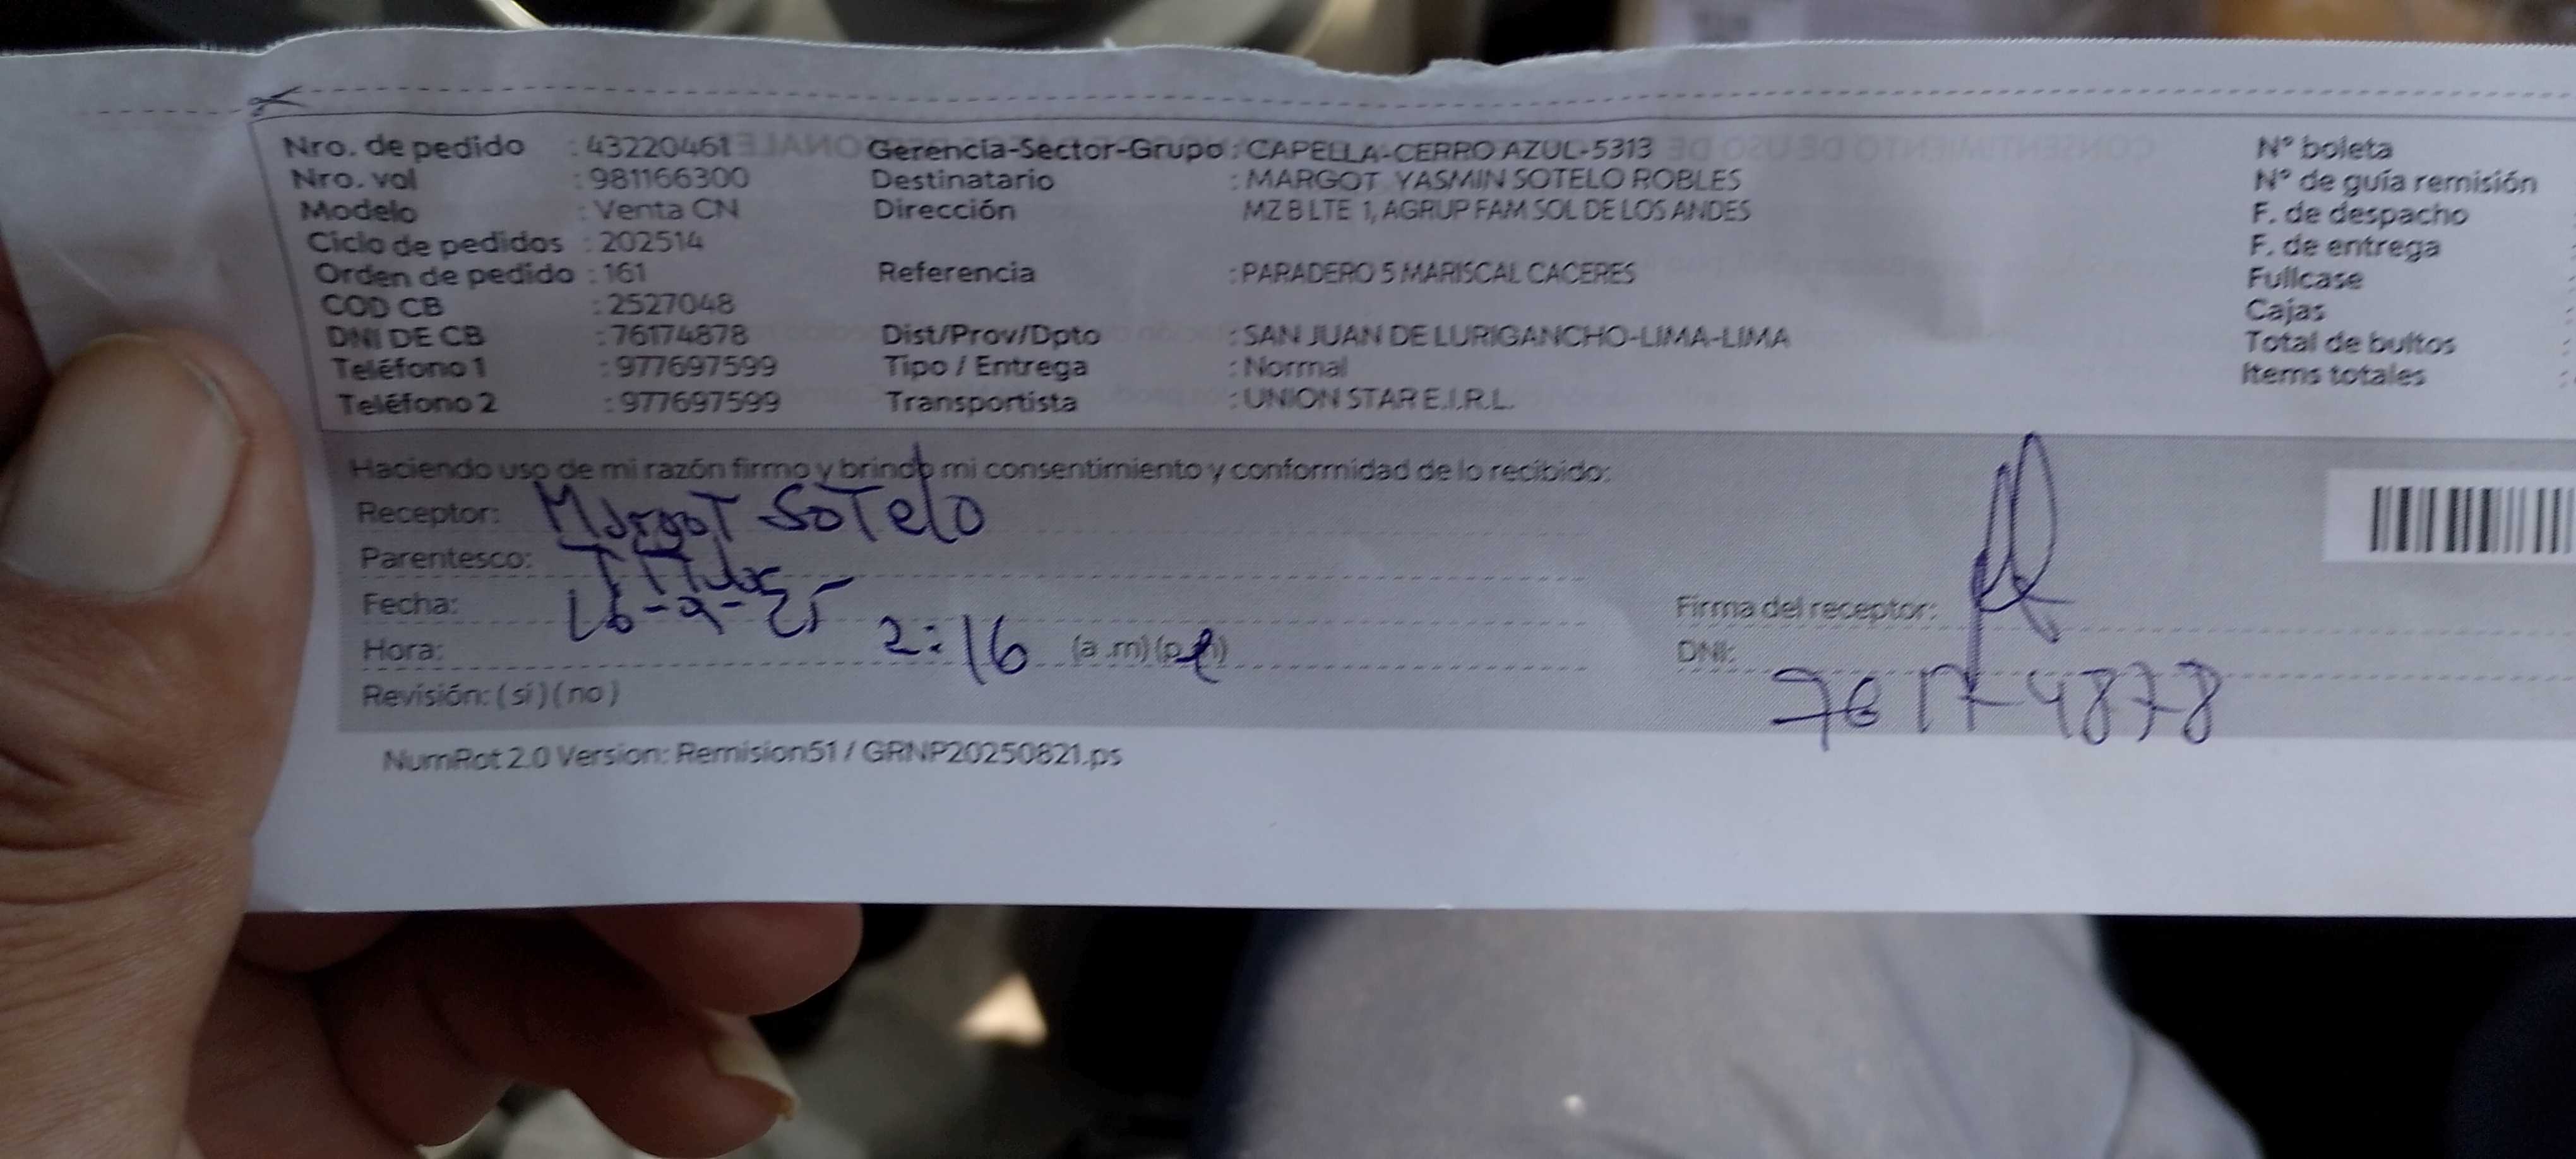 Nro. de pedido : 432204613 Gerencia-Sector-Grupo : CAPELLA-CERRO AZUL-5313 N° boleta
Nro. vol : 981166300 Destinatario : MARGOT YASMIN SOTELO ROBLES N° de guía remisión
Modelo : Venta CN Dirección MZ B LTE 1, AGRUP FAM SOL DE LOS ANDES F. de despacho
Ciclo de pedidos : 202514 F. de entrega
Orden de pedido : 161 Referencia : PARADERO 5 MARISCAL CACERES Fullcase
COD CB : 2527048 Cajas
DNI DE CB : 76174878 Dist/Prov/Dpto : SAN JUAN DE LURIGANCHO-LIMA-LIMA Total de bultos
Teléfono 1 : 977697599 Tipo / Entrega : Normal Items totales
Teléfono 2 : 977697599 Transportista : UNION STAR E.I.R.L.
Haciendo uso de mi razón firmo y brindo mi consentimiento y conformidad de lo recibido:
Receptor: Margot Sotelo
Parentesco: Titular
Fecha:
Firma del receptor:
Hora: 2:16 (a .m) (p.m)
DNI: 76174878
Revisión: (si) (no)
NumRot 2.0 Version: Remision51 / GRNP20250821.ps